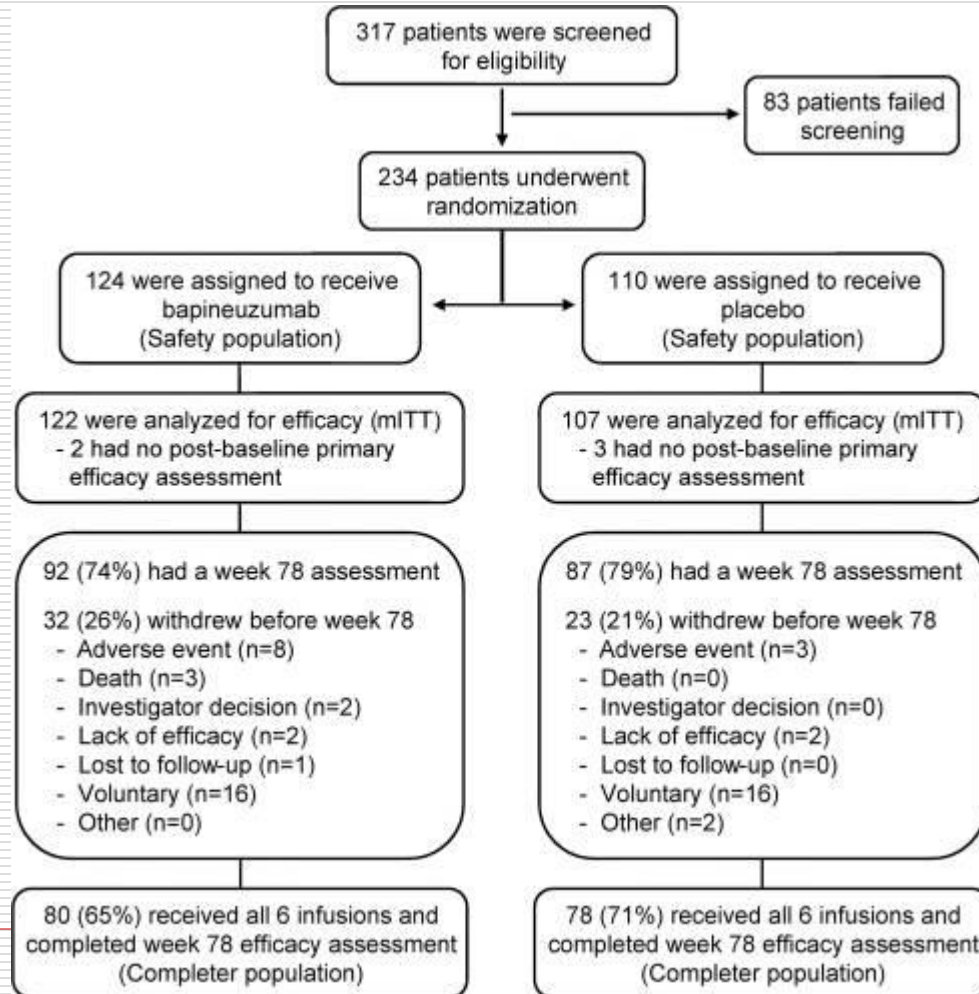 317 patients were screened
for eligibility
83 patients failed
screening
234 patients underwent
randomization
124 were assigned to receive
bapineuzumab
(Safety population)
110 were assigned to receive
placebo
(Safety population)
122 were analyzed for efficacy (mITT)
- 2 had no post-baseline primary
efficacy assessment
107 were analyzed for efficacy (mITT)
- 3 had no post-baseline primary
efficacy assessment
92 (74%) had a week 78 assessment
32 (26%) withdrew before week 78
- Adverse event (n=8)
- Death (n=3)
- Investigator decision (n=2)
- Lack of efficacy (n=2)
- Lost to follow-up (n=1)
- Voluntary (n=16)
- Other (n=0)
87 (79%) had a week 78 assessment
23 (21%) withdrew before week 78
- Adverse event (n=3)
- Death (n=0)
- Investigator decision (n=0)
- Lack of efficacy (n=2)
- Lost to follow-up (n=0)
- Voluntary (n=16)
- Other (n=2)
80 (65%) received all 6 infusions and
completed week 78 efficacy assessment
(Completer population)
78 (71%) received all 6 infusions and
completed week 78 efficacy assessment
(Completer population)